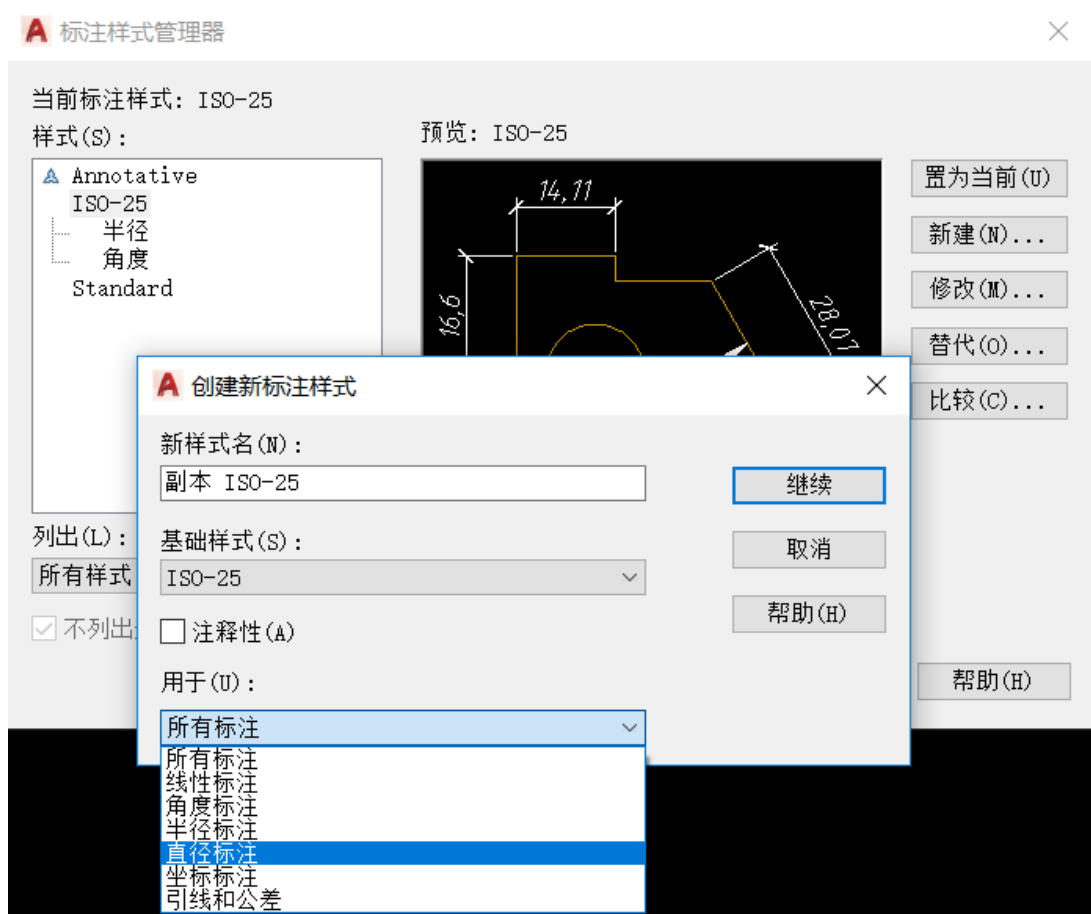 标注样式管理器
当前标注样式: ISO-25
样式(S):
预览: ISO-25
Annotative
ISO-25
半径
角度
Standard
14,11
16,6
28,07
置为当前(U)
新建(N)...
修改(M)...
替代(O)...
比较(C)...
创建新标注样式
新样式名(N):
副本 ISO-25
继续
列出(L):
基础样式(S):
取消
所有样式
ISO-25
帮助(H)
不列出
注释性(A)
用于(U):
帮助(H)
所有标注
所有标注
线性标注
角度标注
半径标注
直径标注
坐标标注
引线和公差